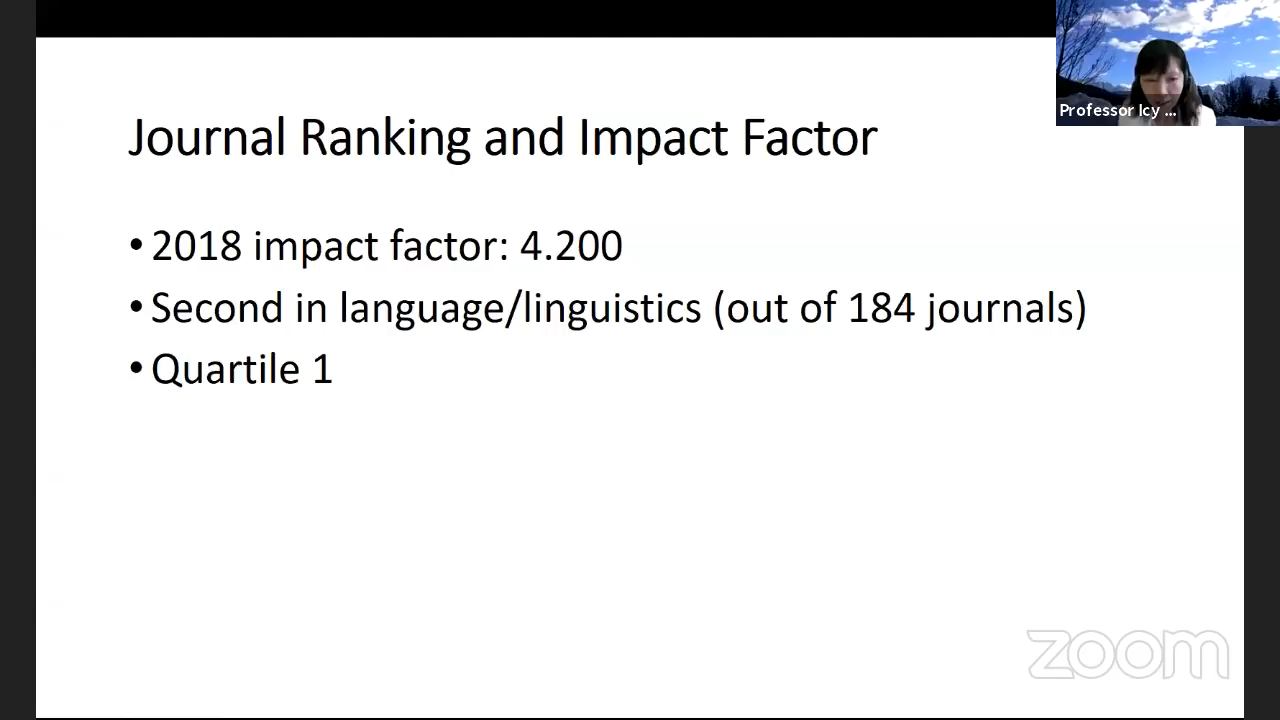 Professor Icy ...
Journal Ranking and Impact Factor
• 2018 impact factor: 4.200
• Second in language/linguistics (out of 184 journals)
• Quartile 1
zoom